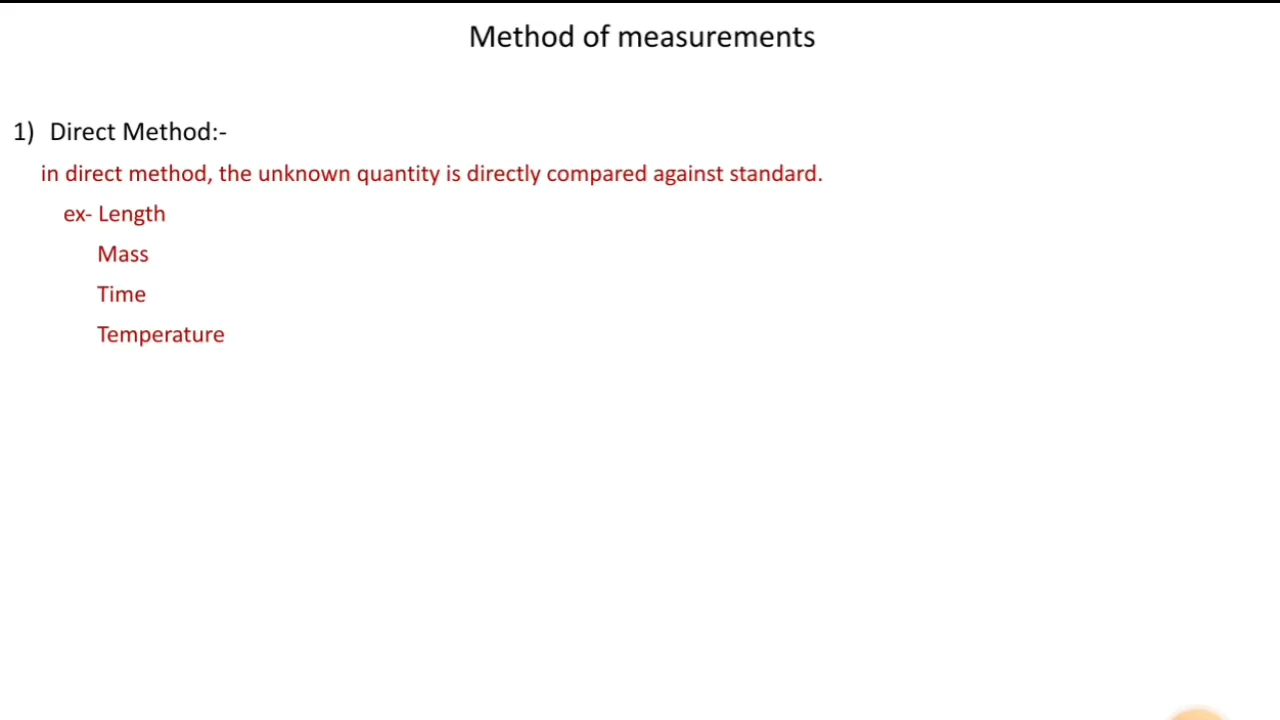 Method of measurements
1) Direct Method:-
in direct method, the unknown quantity is directly compared against standard.
ex- Length
Mass
Time
Temperature